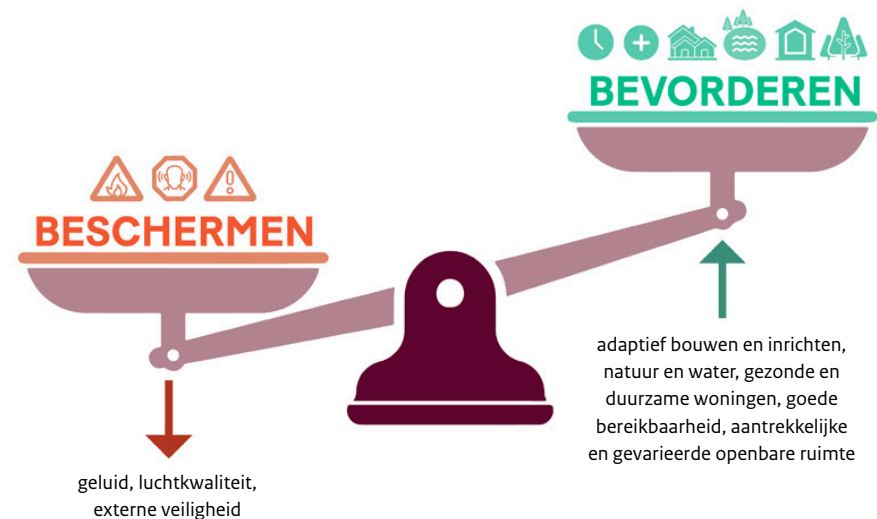 BEVORDEREN
BESCHERMEN
adaptief bouwen en inrichten,
natuur en water, gezonde en
duurzame woningen, goede
bereikbaarheid, aantrekkelijke
en gevarieerde openbare ruimte
geluid, luchtkwaliteit,
externe veiligheid